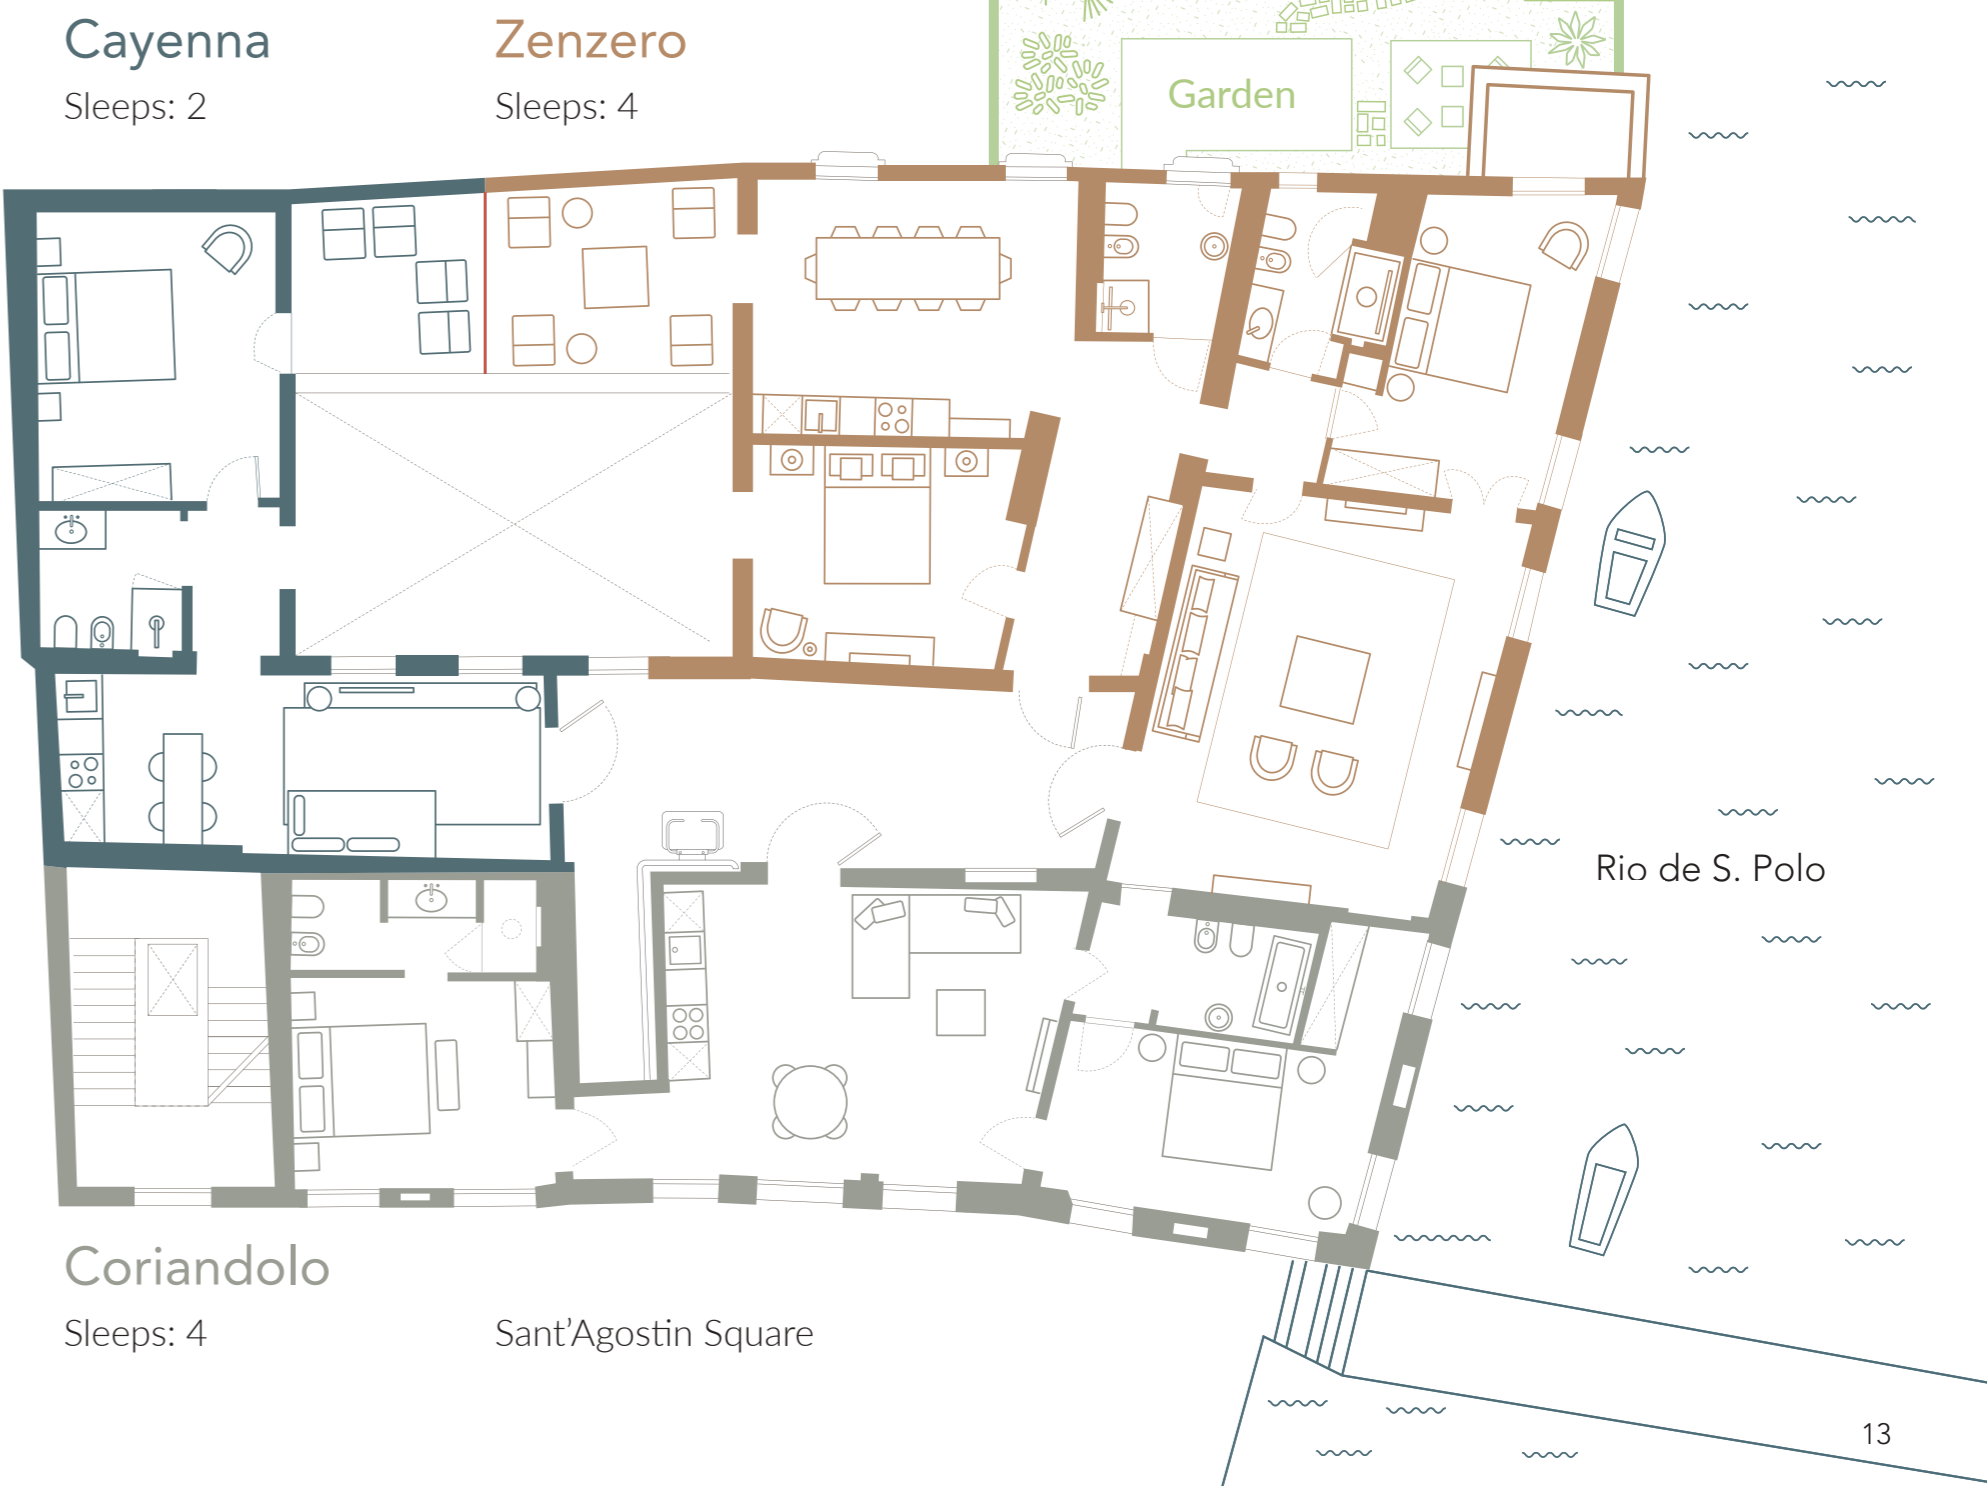 Cayenna
Sleeps: 2
Zenzero
Sleeps: 4
Garden
Rio de S. Polo
Coriandolo
Sleeps: 4
Sant’Agostin Square
13